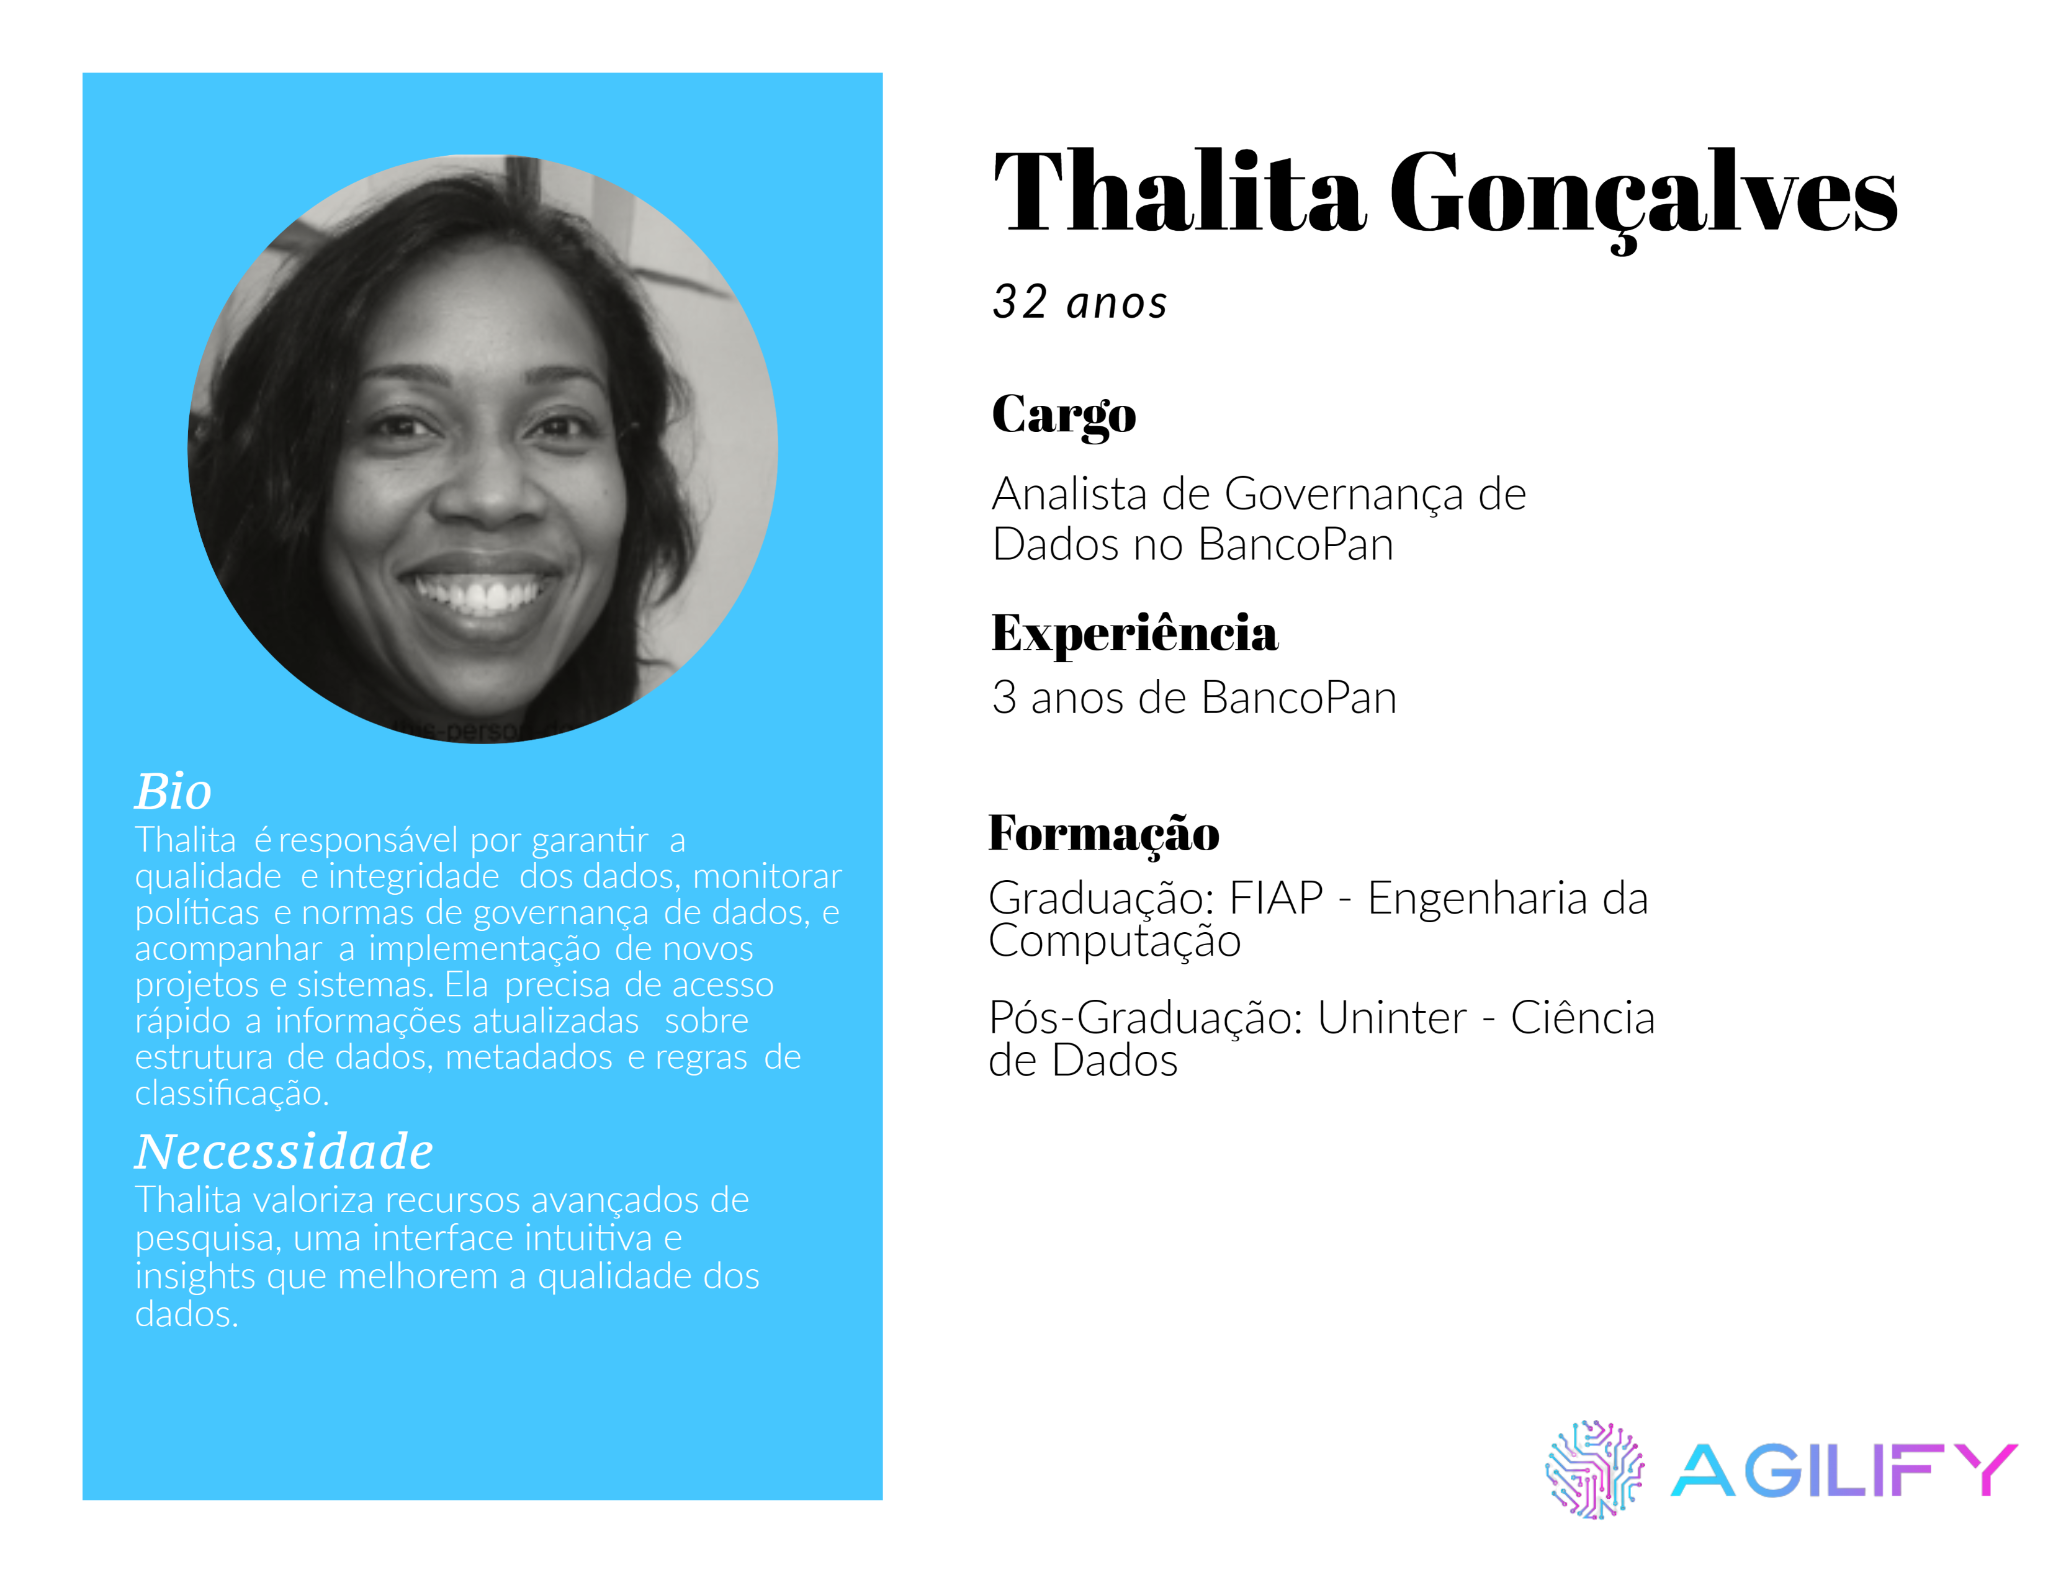 Thalita Gonçalves
32 anos
Cargo
Analista de Governança de
Dados no BancoPan
Experiência
3 anos de BancoPan
Formação
Graduação: FIAP - Engenharia da
Computação
Pós-Graduação: Uninter - Ciência
de Dados
Bio
Thalita é responsável por garantir a
qualidade e integridade dos dados, monitorar
políticas e normas de governança de dados, e
acompanhar a implementação de novos
projetos e sistemas. Ela precisa de acesso
rápido a informações atualizadas sobre
estrutura de dados, metadados e regras de
classificação.
Necessidade
Thalita valoriza recursos avançados de
pesquisa, uma interface intuitiva e
insights que melhorem a qualidade dos
dados.
AGILIFY